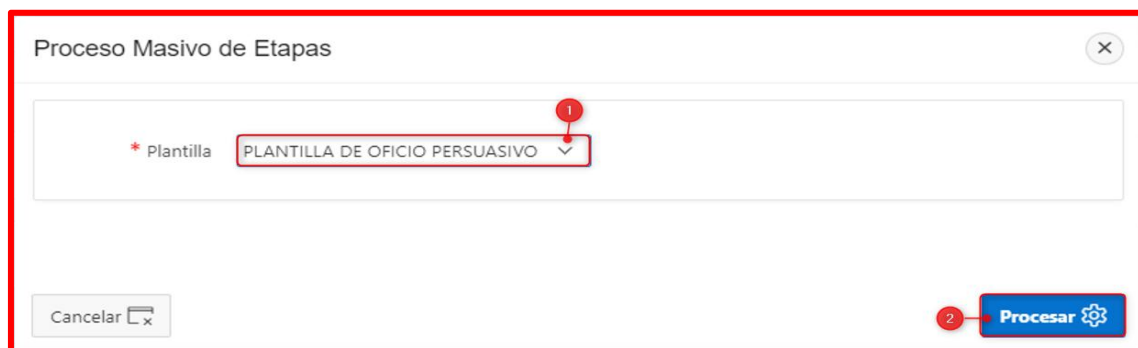 Proceso Masivo de Etapas
1
* Plantilla PLANTILLA DE OFICIO PERSUASIVO
Cancelar 2 Procesar